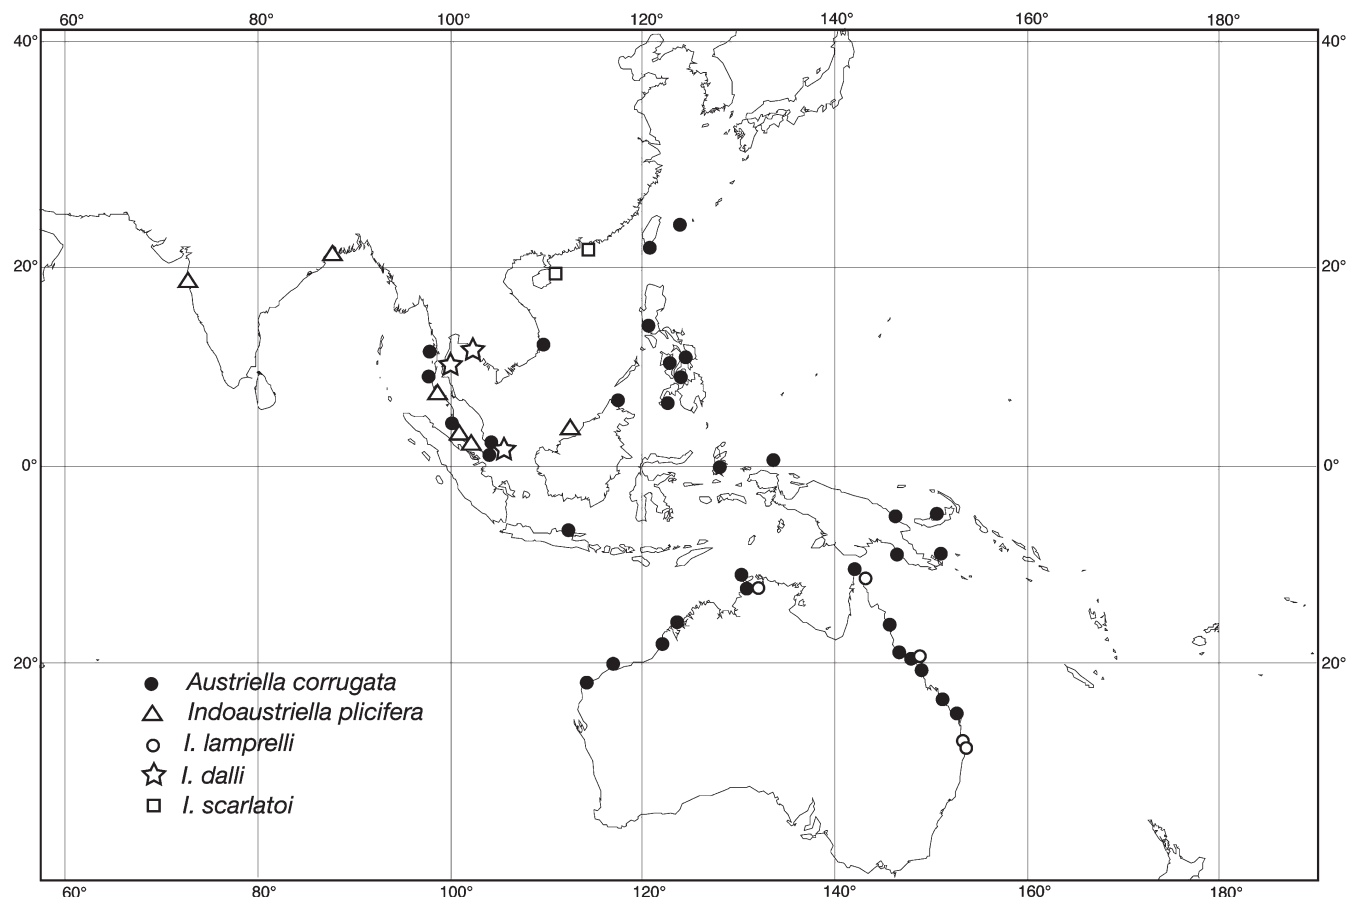 60° 80° 100° 120° 140° 160° 180°
40° 40°
20° 20°
0° 0°
20° 20°
Austriella corrugata
Indoaustriella plicifera
I. lamprelli
I. dalli
I. scarlatoi
60° 80° 100° 120° 140° 160° 180°